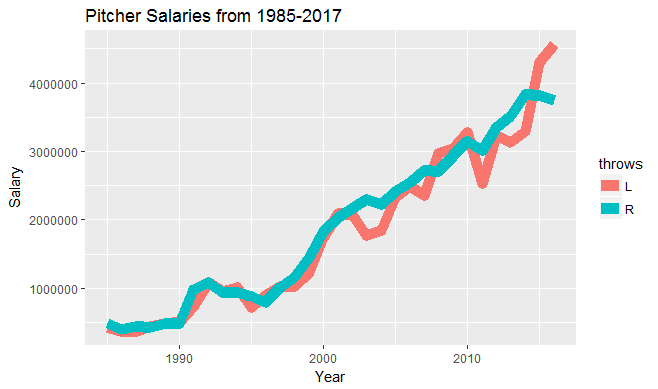 Pitcher Salaries from 1985-2017
Salary
4000000
3000000
2000000
1000000
1990
2000
2010
Year
throws
L
R